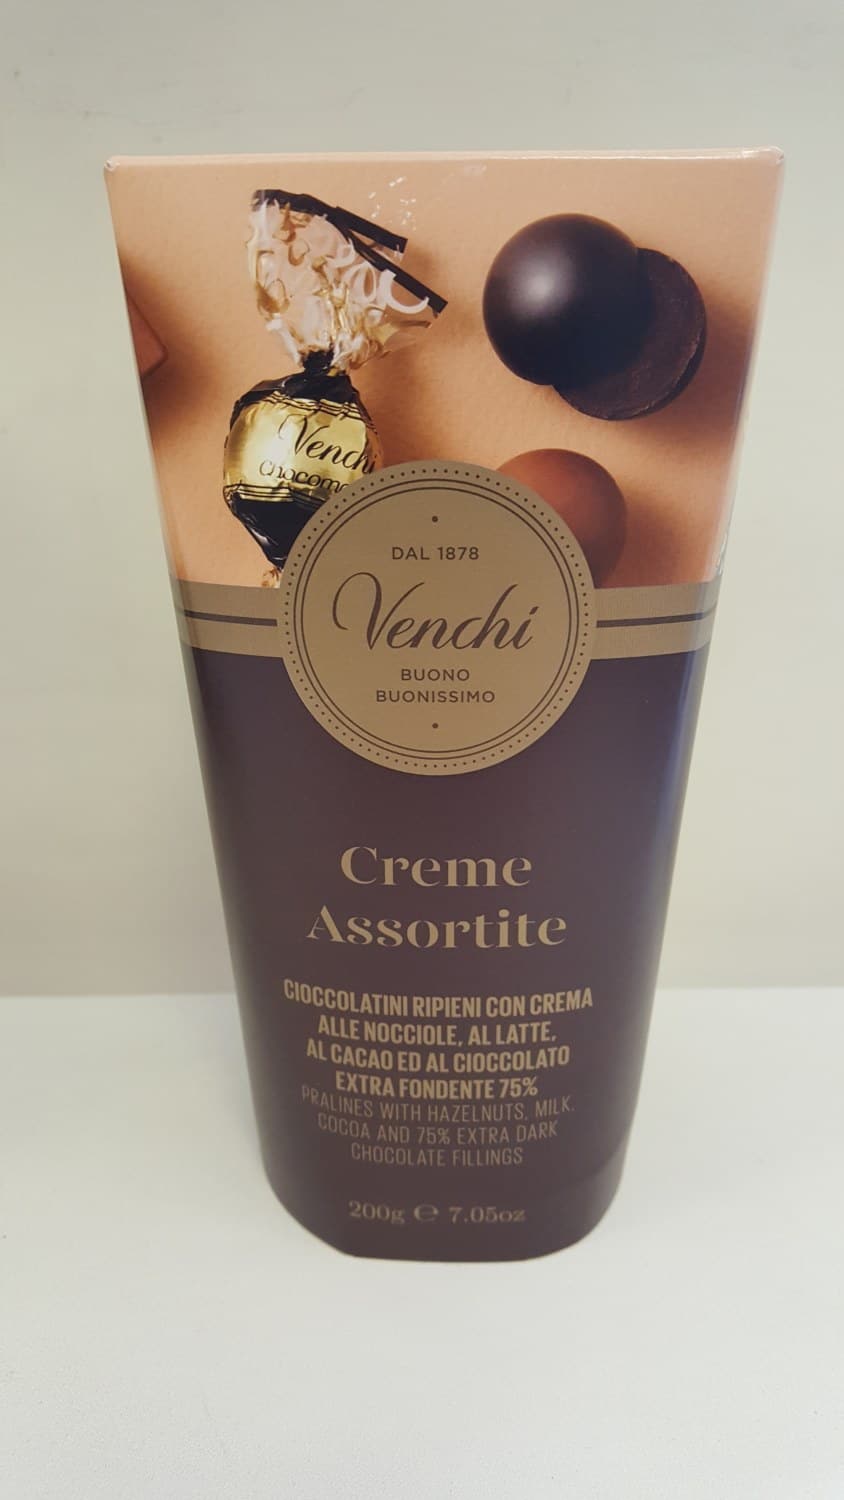 Venchi
DAL 1878
Venchi
BUONO
BUONISSIMO
Creme
Assortite
CIOCCOLATINI RIPIENI CON CREMA
ALLE NOCCIOLE, AL LATTE,
AL CACAO ED AL CIOCCOLATO
EXTRA FONDENTE 75%
PRALINES WITH HAZELNUTS, MILK,
COCOA AND 75% EXTRA DARK
CHOCOLATE FILLINGS
200g ℮ 7.05oz